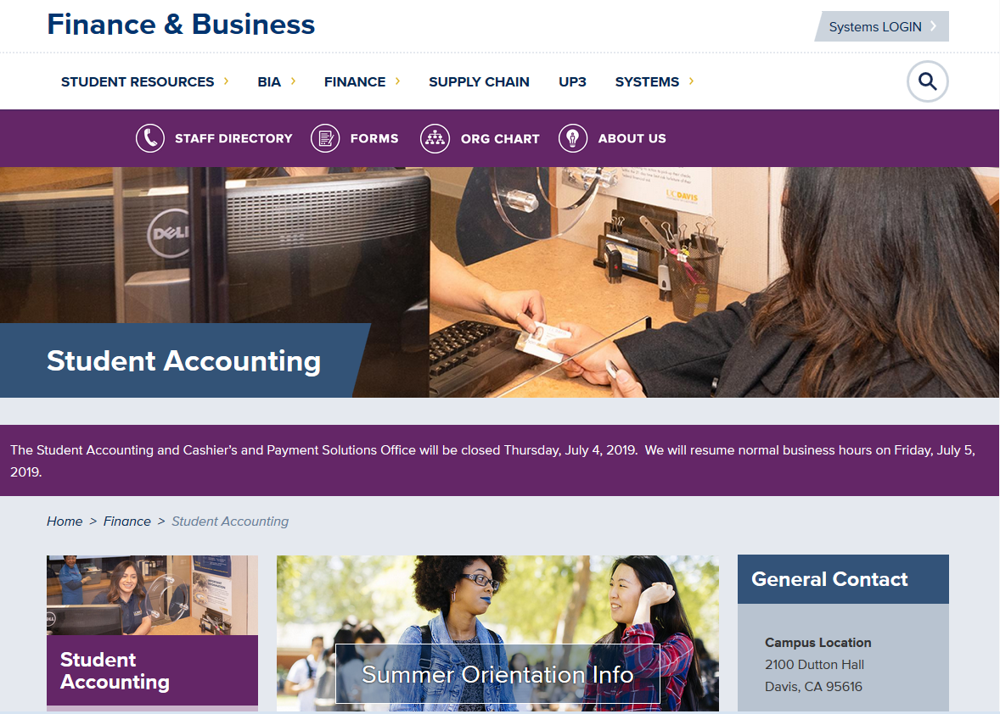 Finance & Business
Systems LOGIN
STUDENT RESOURCES
BIA
FINANCE
SUPPLY CHAIN
UP3
SYSTEMS
STAFF DIRECTORY
FORMS
ORG CHART
ABOUT US
UCDAVIS
DELL
Student Accounting
The Student Accounting and Cashier's and Payment Solutions Office will be closed Thursday, July 4, 2019.  We will resume normal business hours on Friday, July 5,
2019.
Home > Finance > Student Accounting
Student
Accounting
Summer Orientation Info
General Contact
Campus Location
2100 Dutton Hall
Davis, CA 95616